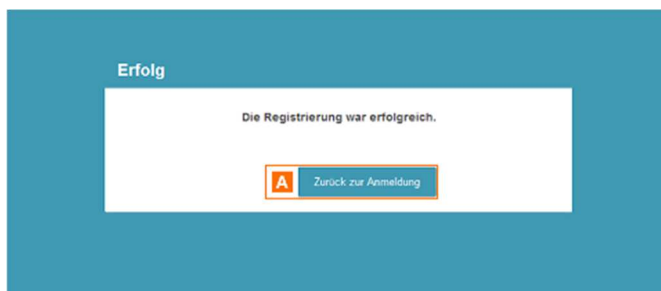 Erfolg
Die Registrierung war erfolgreich.
A Zurück zur Anmeldung